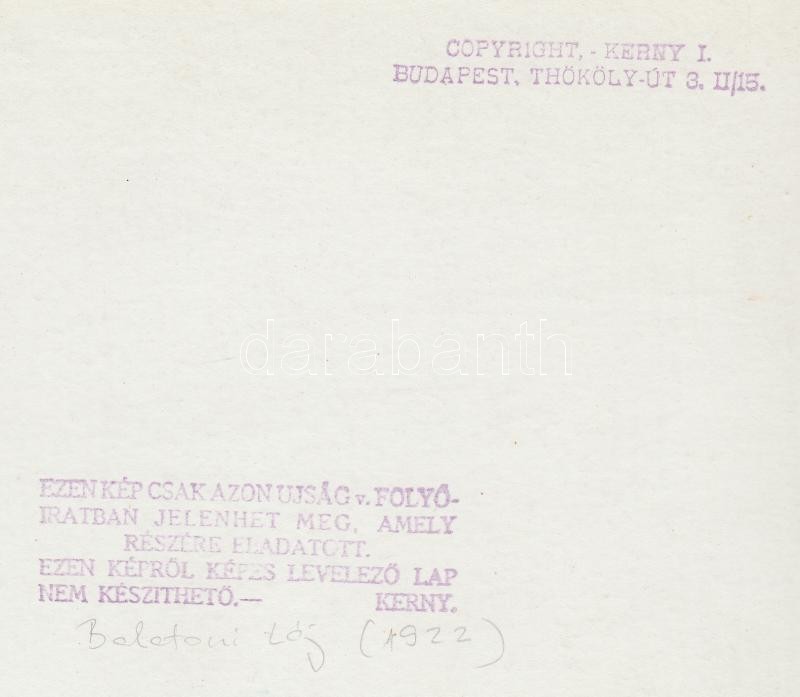 COPYRIGHT, - KERNY I.
BUDAPEST, THÖKÖLY-ÚT 3. II/15.
darabanth
EZEN KÉP CSAK AZON UJSÁG v. FOLYÓ-
IRATBAN JELENHET MEG, AMELY
RÉSZÉRE ELADATOTT.
EZEN KÉPRŐL KÉPES LEVELEZŐ LAP
NEM KÉSZITHETŐ.— KERNY.
Balatoni táj (1922)